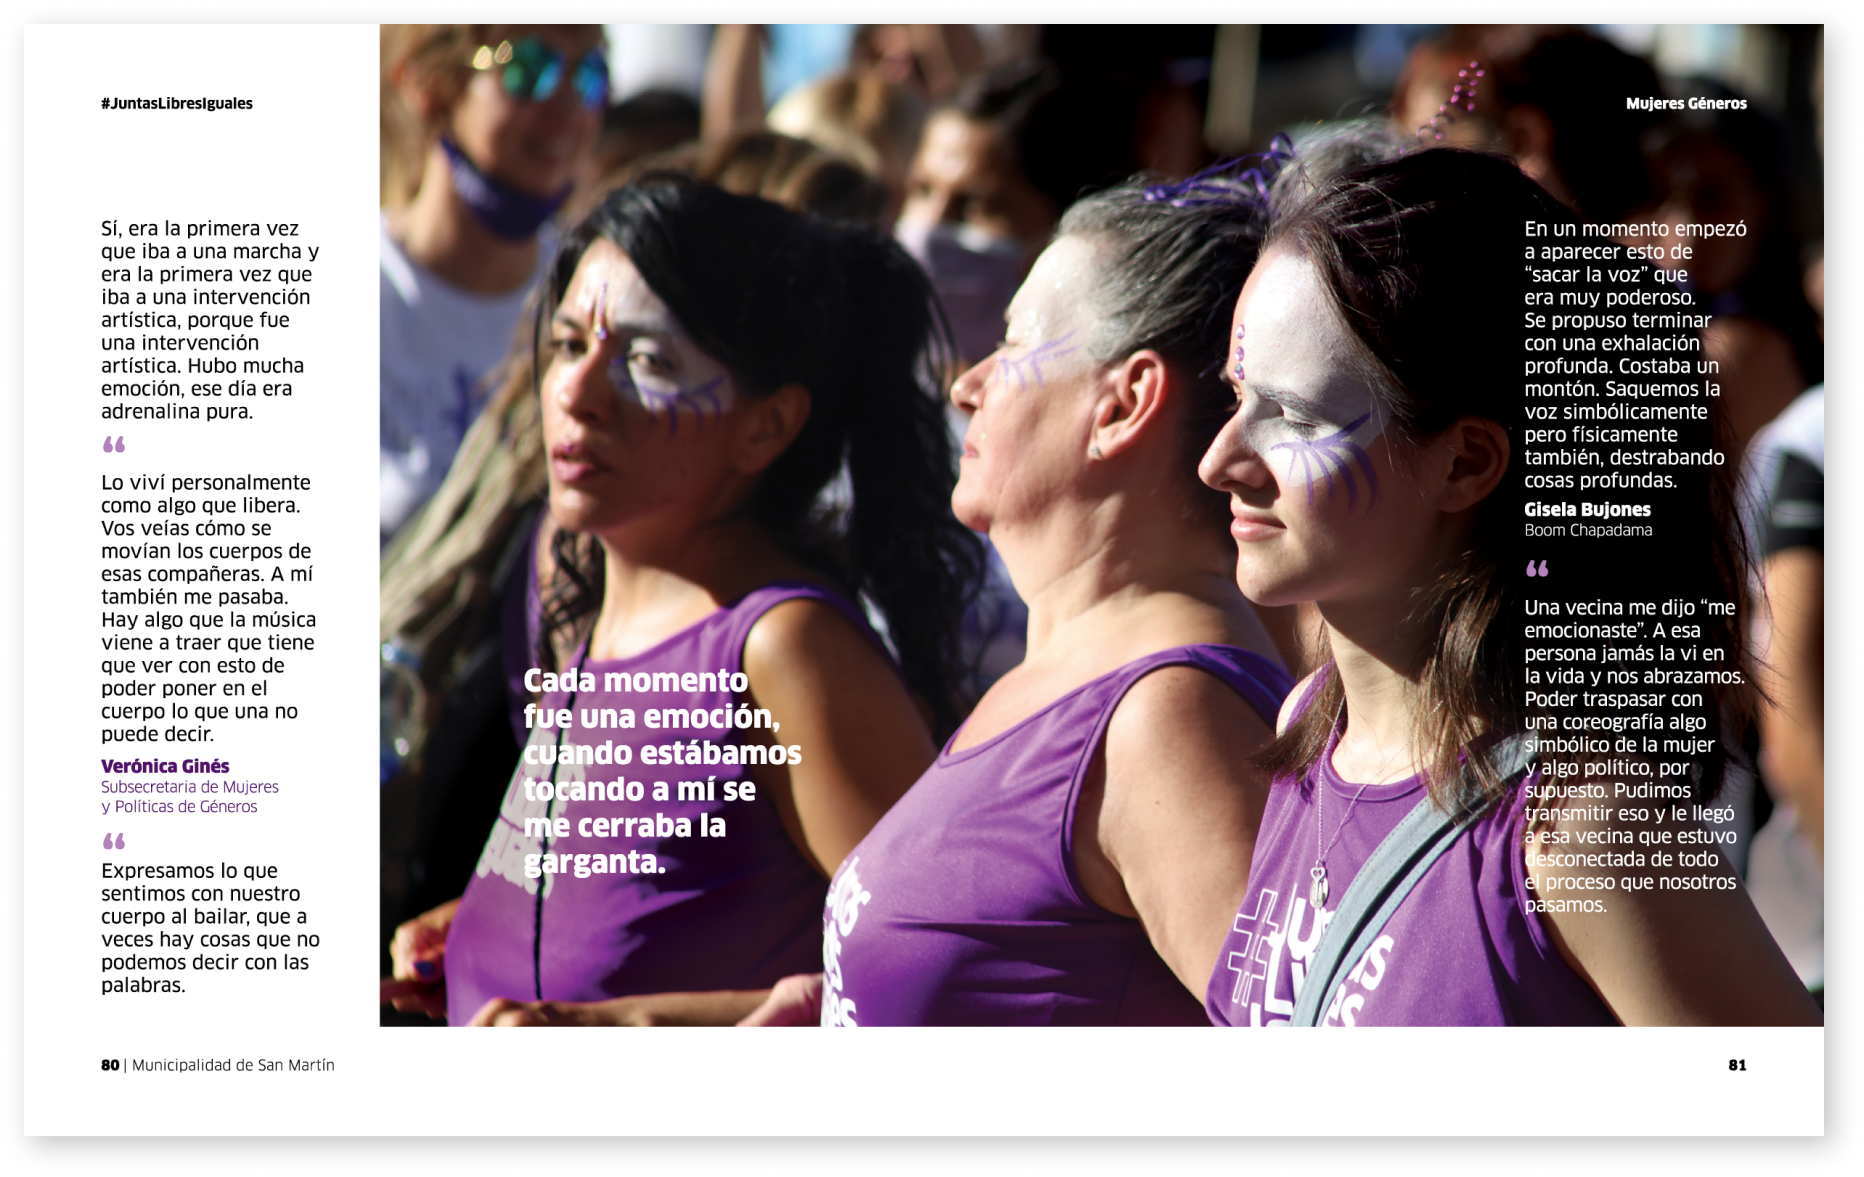 #JuntasLibresIguales
Mujeres Géneros
Sí, era la primera vez
que iba a una marcha y
era la primera vez que
iba a una intervención
artística, porque fue
una intervención
artística. Hubo mucha
emoción, ese día era
adrenalina pura.
“
Lo viví personalmente
como algo que libera.
Vos veías cómo se
movían los cuerpos de
esas compañeras. A mí
también me pasaba.
Hay algo que la música
viene a traer que tiene
que ver con esto de
poder poner en el
cuerpo lo que una no
puede decir.
Verónica Ginés
Subsecretaria de Mujeres
y Políticas de Géneros
“
Expresamos lo que
sentimos con nuestro
cuerpo al bailar, que a
veces hay cosas que no
podemos decir con las
palabras.
Cada momento
fue una emoción,
cuando estábamos
tocando a mí se
me cerraba la
garganta.
En un momento empezó
a aparecer esto de
“sacar la voz” que
era muy poderoso.
Se propuso terminar
con una exhalación
profunda. Costaba un
montón. Saquemos la
voz simbólicamente
pero físicamente
también, destrabando
cosas profundas.
Gisela Bujones
Boom Chapadama
“
Una vecina me dijo “me
emocionaste”. A esa
persona jamás la vi en
la vida y nos abrazamos.
Poder traspasar con
una coreografía algo
simbólico de la mujer
y algo político, por
supuesto. Pudimos
transmitir eso y le llegó
a esa vecina que estuvo
desconectada de todo
el proceso que nosotros
pasamos.
80 | Municipalidad de San Martín
81